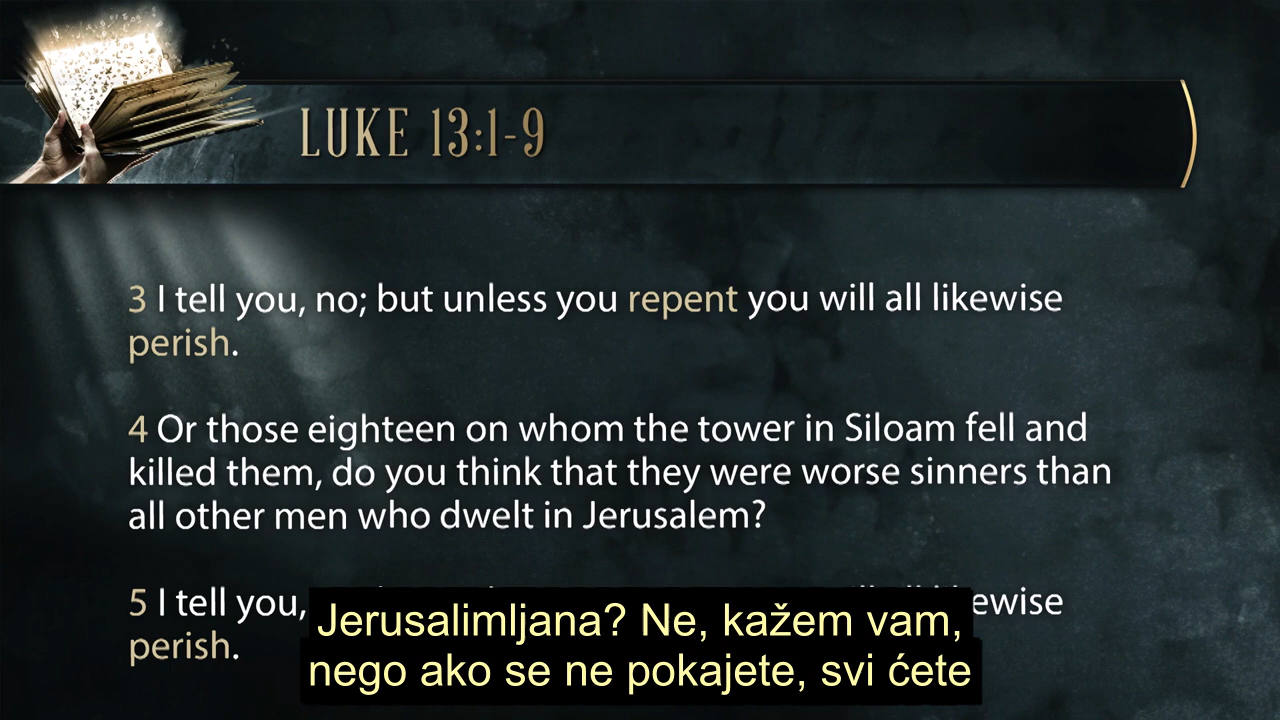 LUKE 13:1-9
3 I tell you, no; but unless you repent you will all likewise
perish.
4 Or those eighteen on whom the tower in Siloam fell and
killed them, do you think that they were worse sinners than
all other men who dwelt in Jerusalem?
5 I tell you,
perish.
Jerusalimljana? Ne, kažem vam,
nego ako se ne pokajete, svi ćete